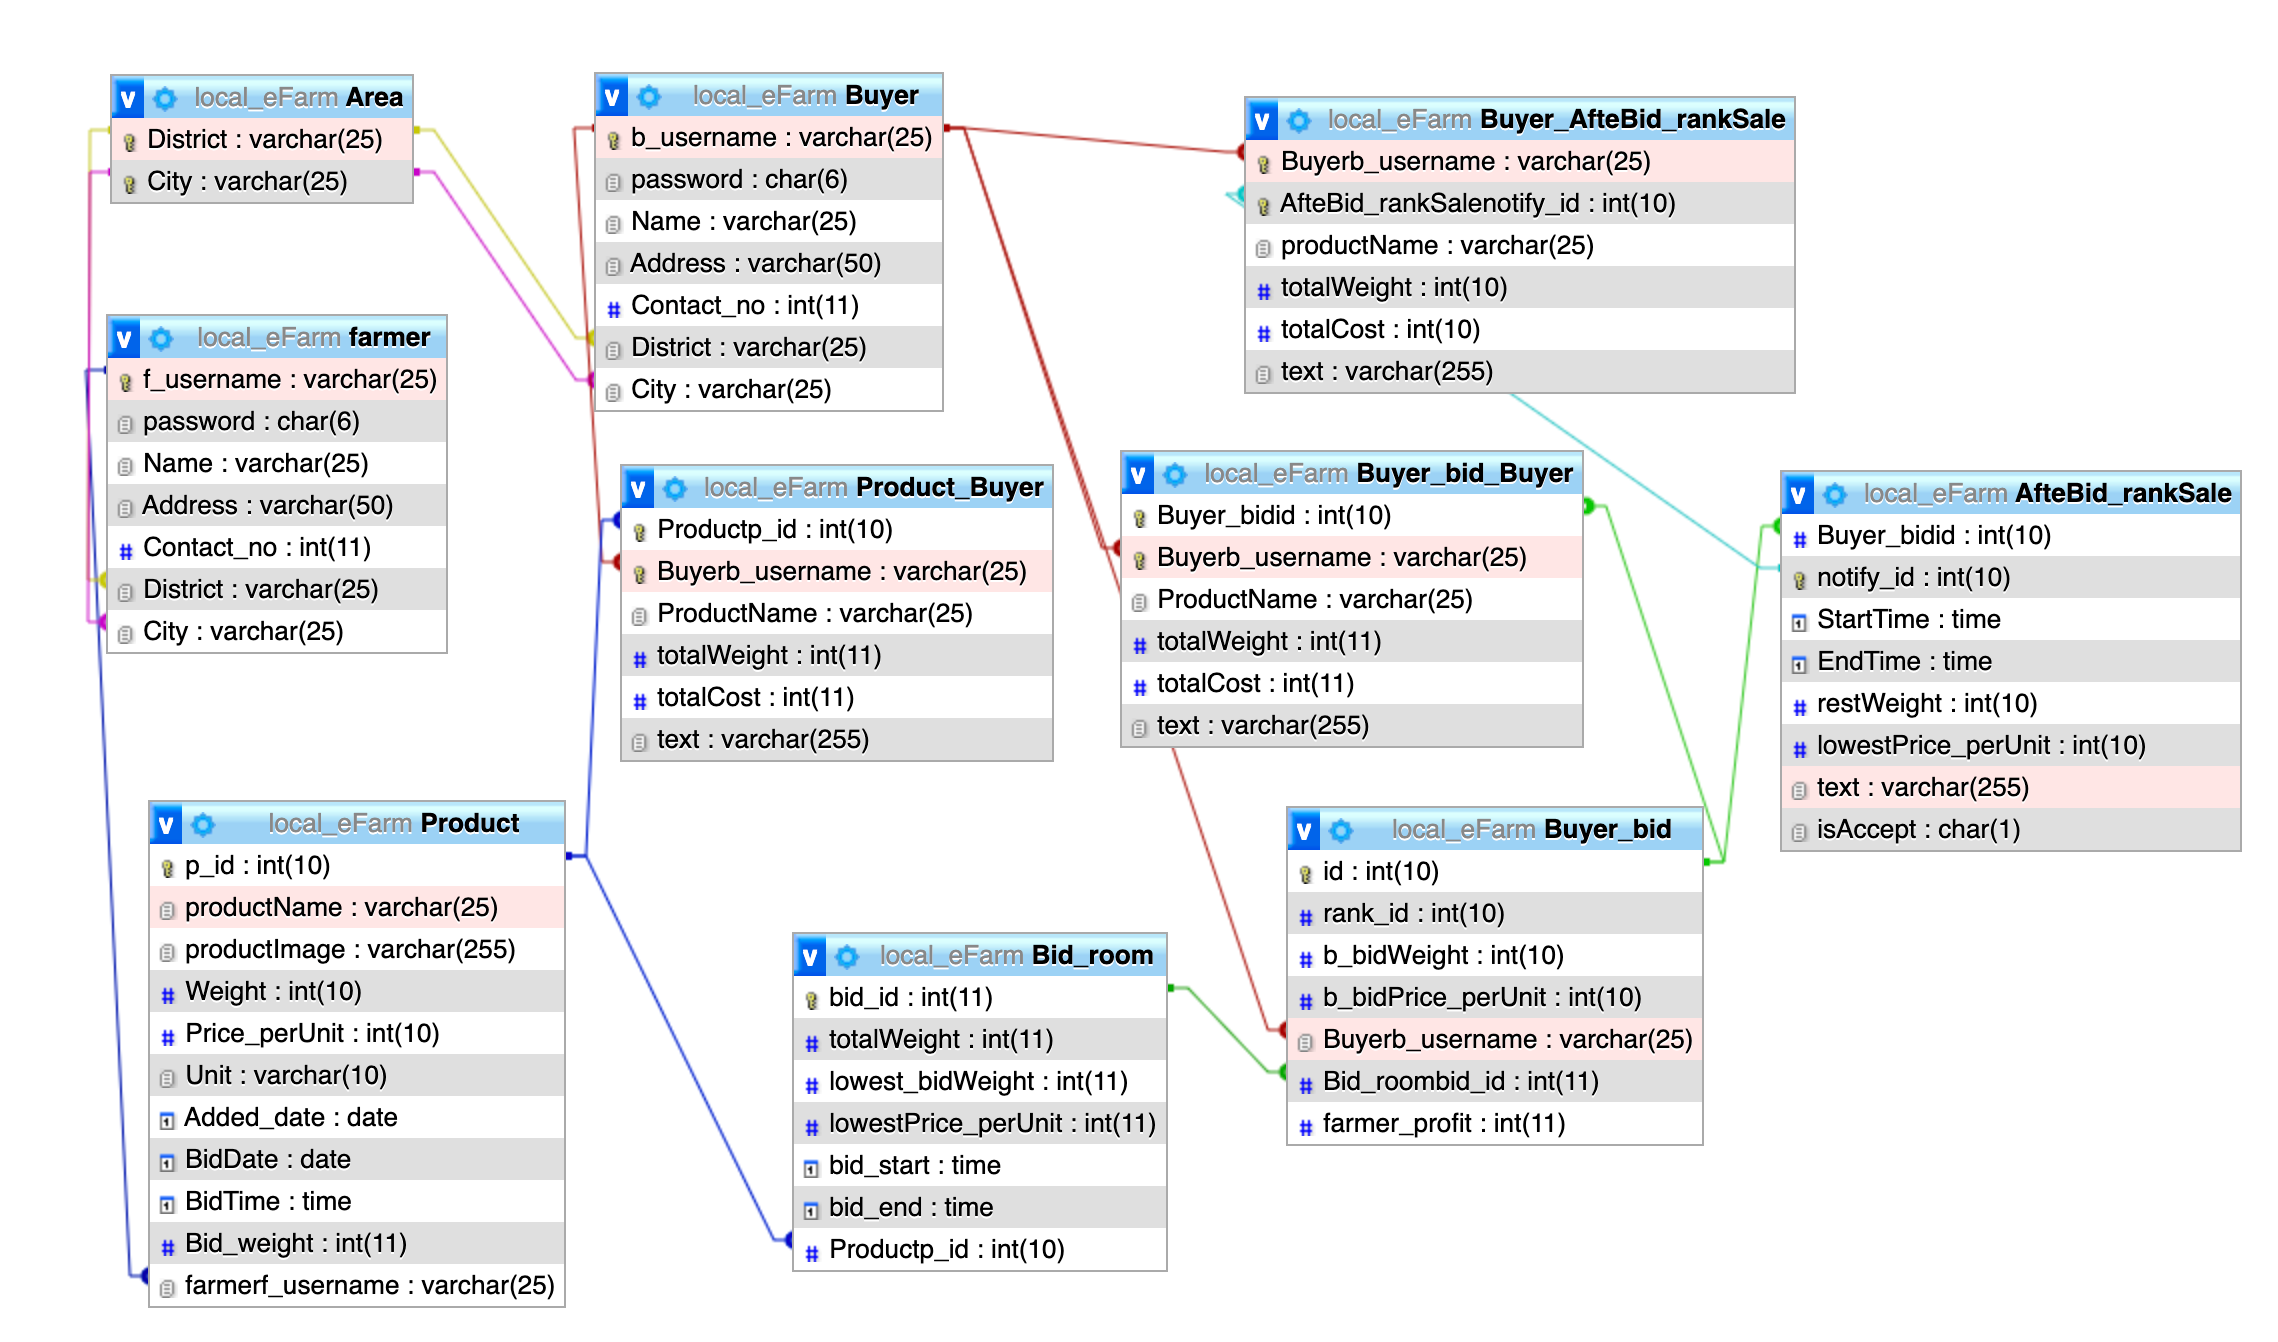 local_eFarm Area
District : varchar(25)
City : varchar(25)
local_eFarm Buyer
b_username : varchar(25)
password : char(6)
Name : varchar(25)
Address : varchar(50)
Contact_no : int(11)
District : varchar(25)
City : varchar(25)
local_eFarm Buyer_AfteBid_rankSale
Buyerb_username : varchar(25)
AfteBid_rankSalenotify_id : int(10)
productName : varchar(25)
totalWeight : int(10)
totalCost : int(10)
text : varchar(255)
local_eFarm farmer
f_username : varchar(25)
password : char(6)
Name : varchar(25)
Address : varchar(50)
Contact_no : int(11)
District : varchar(25)
City : varchar(25)
local_eFarm Product_Buyer
Productp_id : int(10)
Buyerb_username : varchar(25)
ProductName : varchar(25)
totalWeight : int(11)
totalCost : int(11)
text : varchar(255)
local_eFarm Buyer_bid_Buyer
Buyer_bidid : int(10)
Buyerb_username : varchar(25)
ProductName : varchar(25)
totalWeight : int(11)
totalCost : int(11)
text : varchar(255)
local_eFarm AfteBid_rankSale
Buyer_bidid : int(10)
notify_id : int(10)
StartTime : time
EndTime : time
restWeight : int(10)
lowestPrice_perUnit : int(10)
text : varchar(255)
isAccept : char(1)
local_eFarm Product
p_id : int(10)
productName : varchar(25)
productImage : varchar(255)
Weight : int(10)
Price_perUnit : int(10)
Unit : varchar(10)
Added_date : date
BidDate : date
BidTime : time
Bid_weight : int(11)
farmerf_username : varchar(25)
local_eFarm Bid_room
bid_id : int(11)
totalWeight : int(11)
lowest_bidWeight : int(11)
lowestPrice_perUnit : int(11)
bid_start : time
bid_end : time
Productp_id : int(10)
local_eFarm Buyer_bid
id : int(10)
rank_id : int(10)
b_bidWeight : int(10)
b_bidPrice_perUnit : int(10)
Buyerb_username : varchar(25)
Bid_roombid_id : int(11)
farmer_profit : int(11)